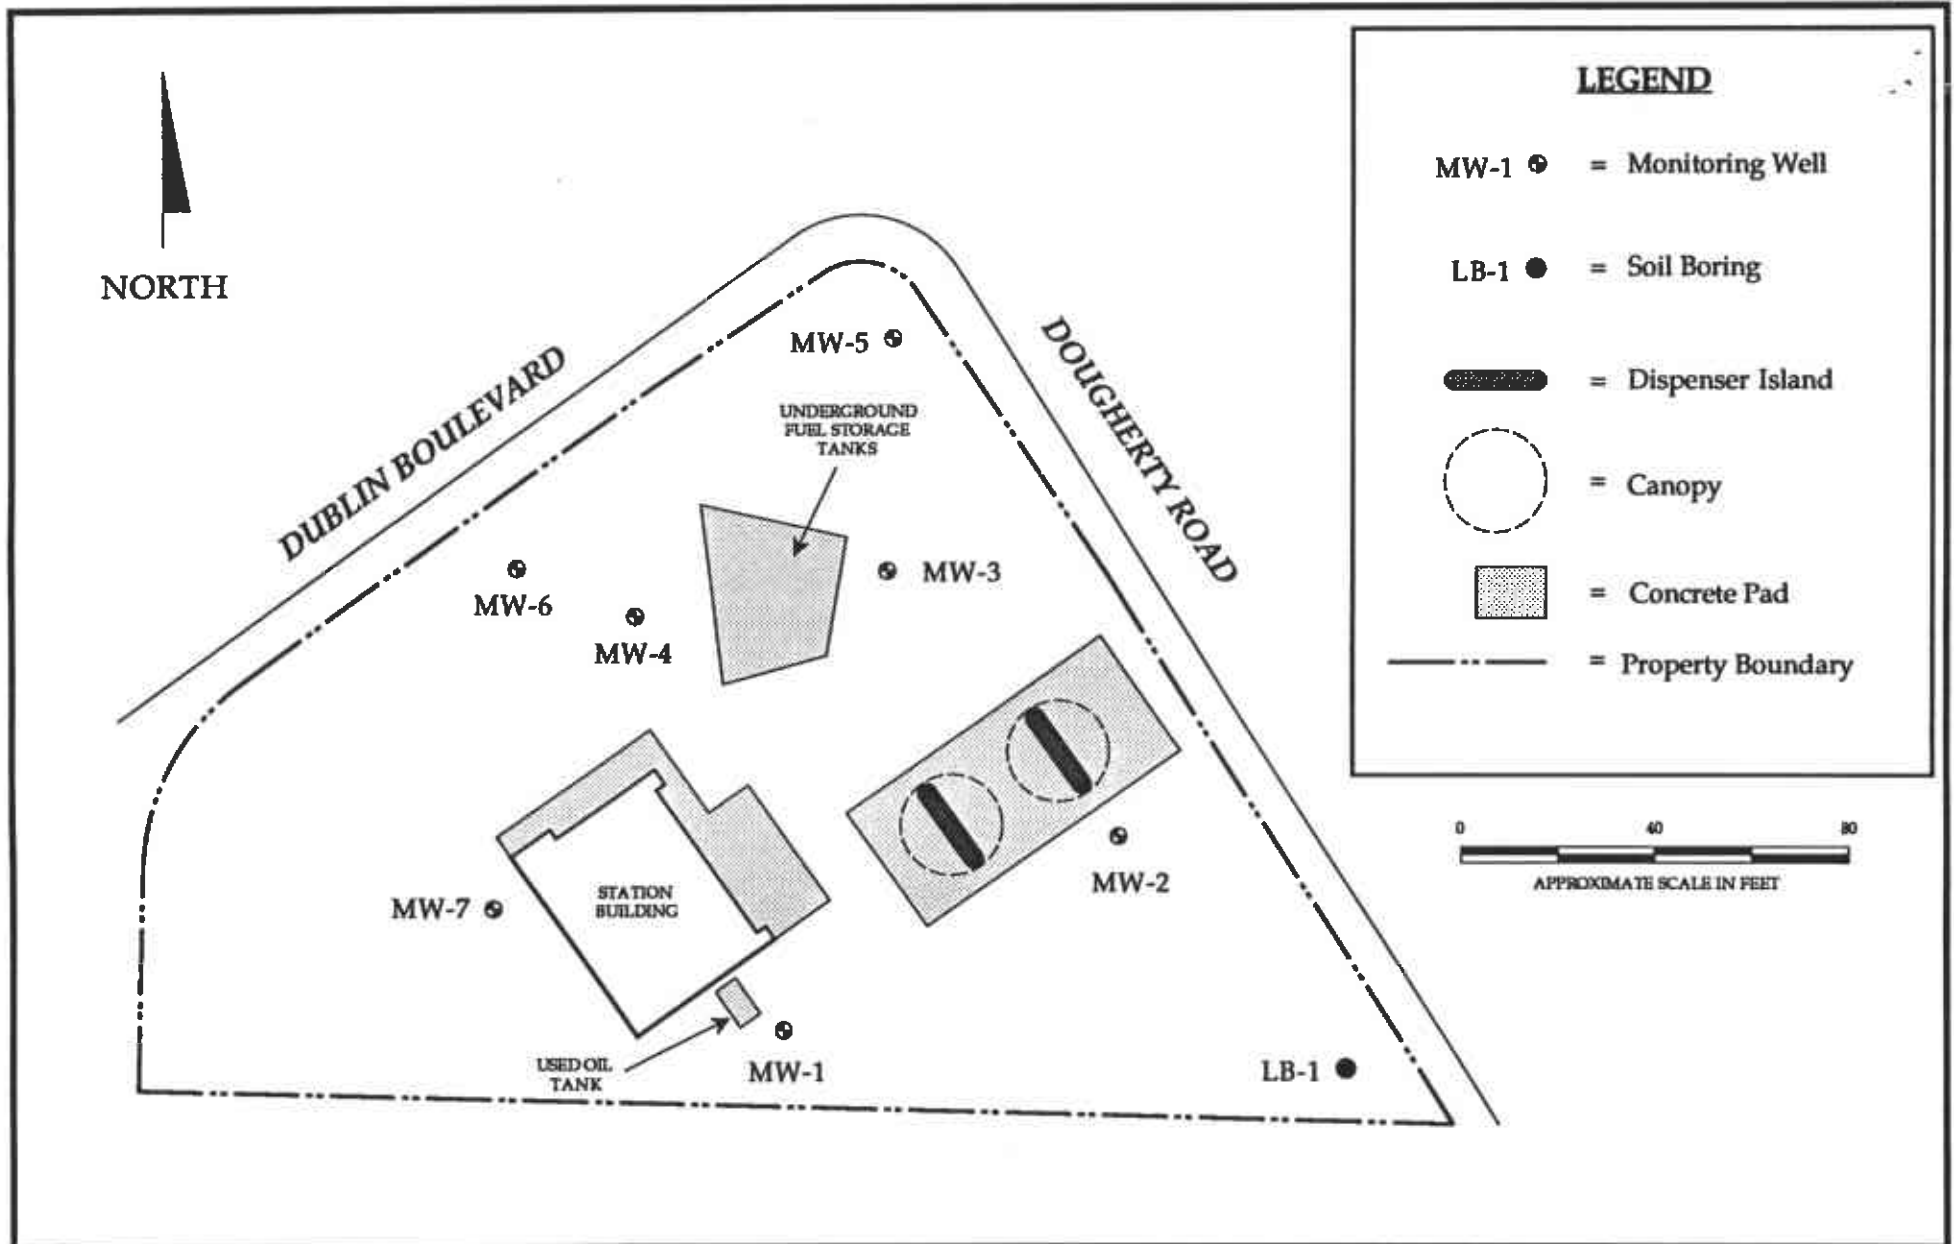 NORTH
DUBLIN BOULEVARD
DOUGHERTY ROAD
MW-5
UNDERGROUND
FUEL STORAGE
TANKS
MW-3
MW-6
MW-4
MW-2
MW-7
STATION
BUILDING
USED OIL
TANK
MW-1
LB-1
LEGEND
MW-1 = Monitoring Well
LB-1 = Soil Boring
= Dispenser Island
= Canopy
= Concrete Pad
= Property Boundary
0 40 80
APPROXIMATE SCALE IN FEET